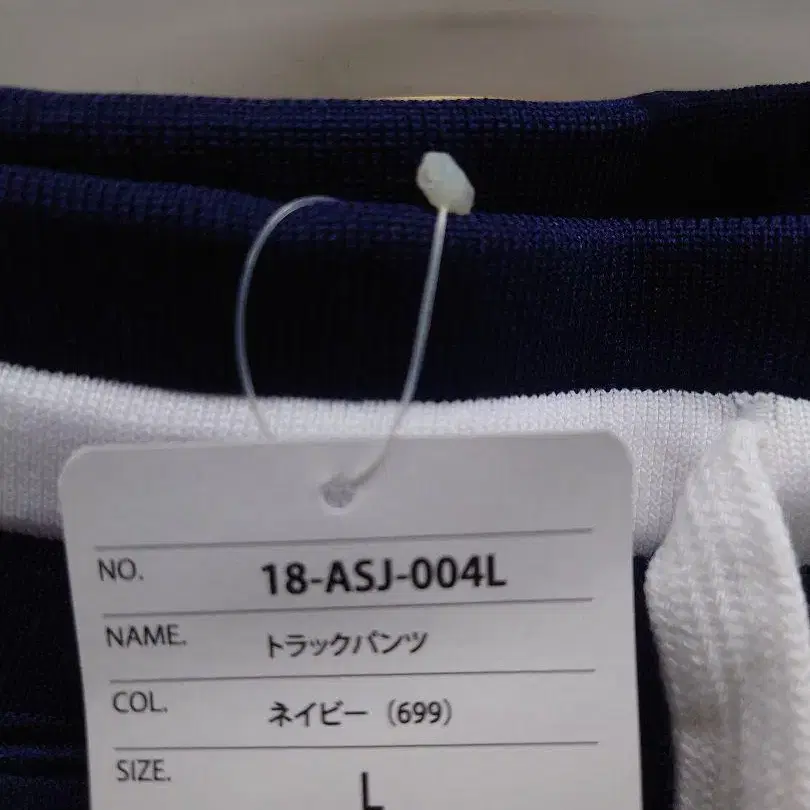 NO. 18-ASJ-004L
NAME. トラックパンツ
COL. ネイビー（699）
SIZE. L